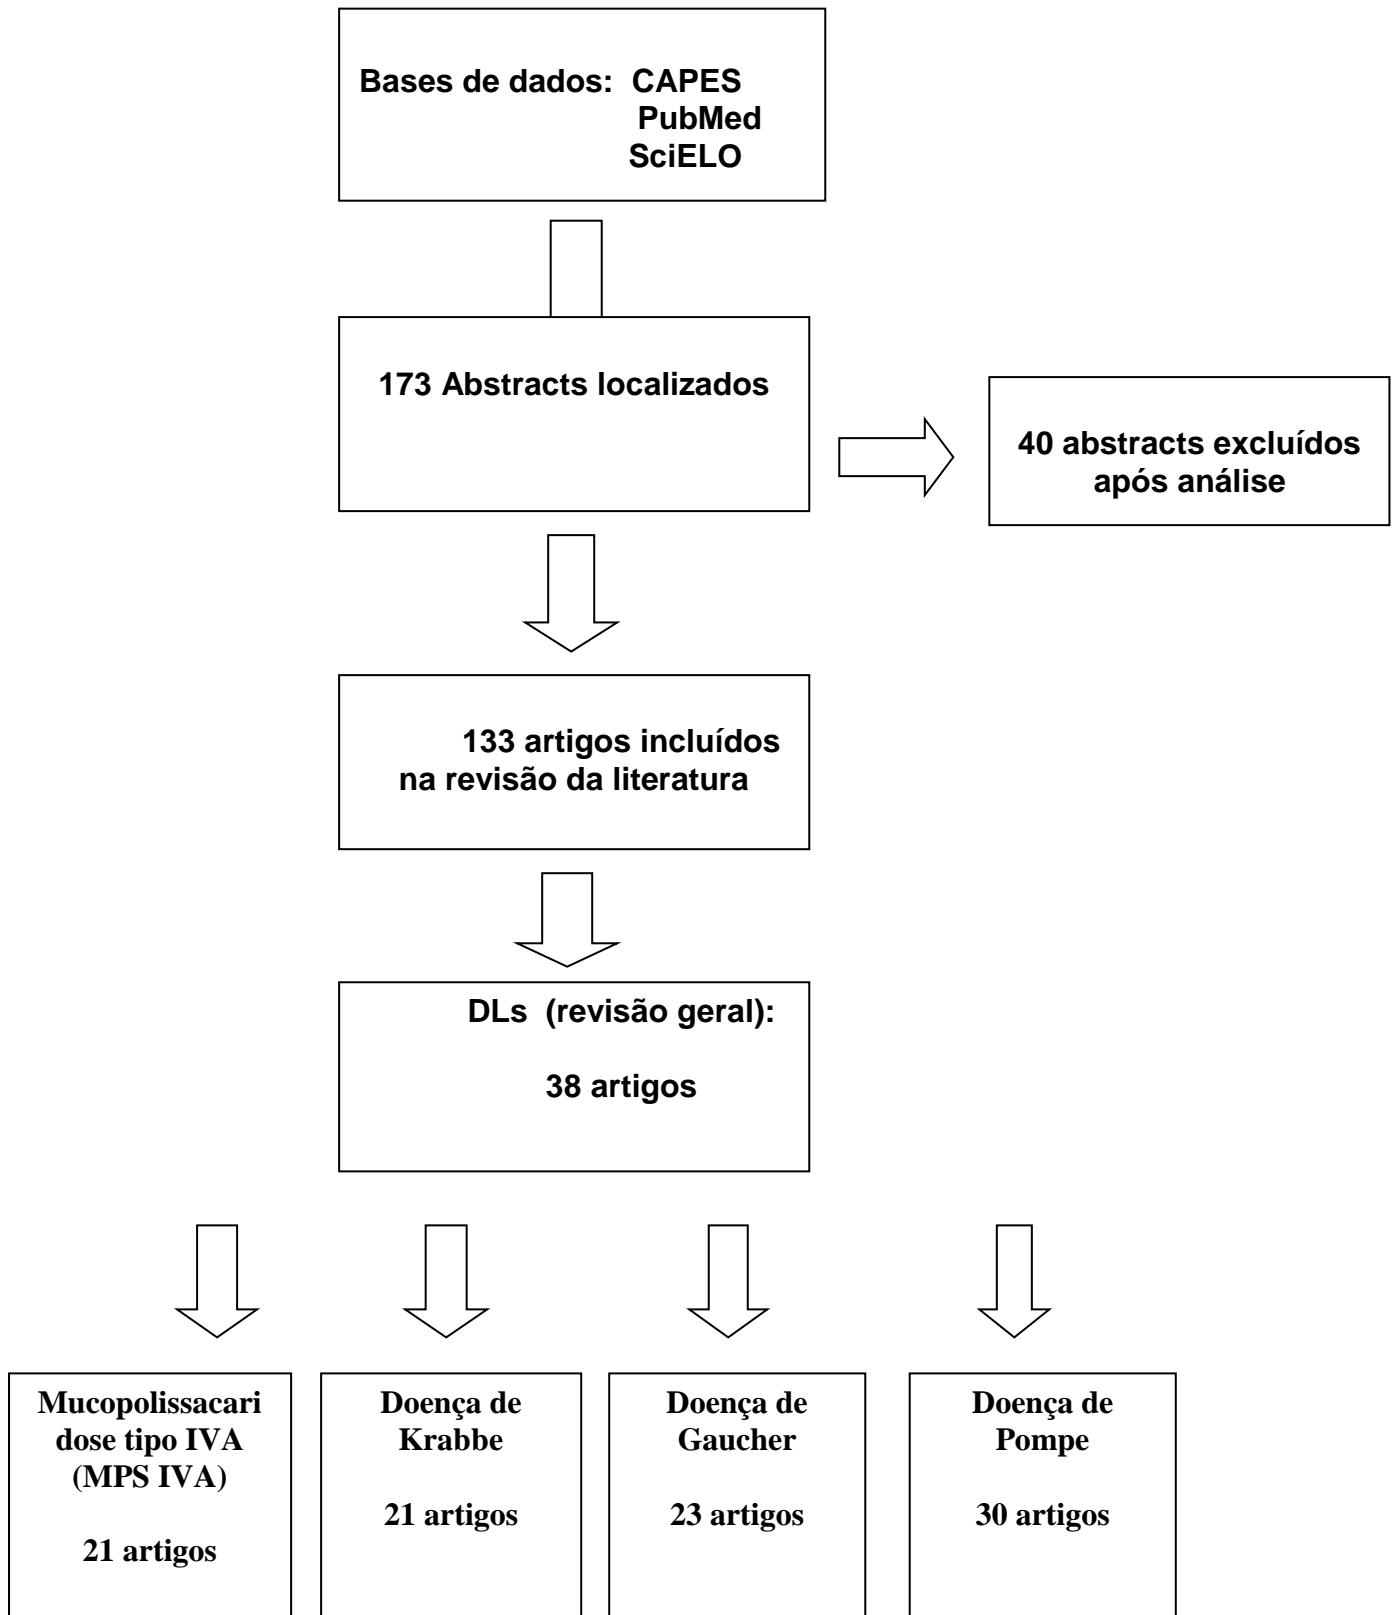 Bases de dados: CAPES
PubMed
SciELO
173 Abstracts localizados
40 abstracts excluídos
após análise
133 artigos incluídos
na revisão da literatura
DLs (revisão geral):
38 artigos
Mucopolissacari
dose tipo IVA
(MPS IVA)
21 artigos
Doença de
Krabbe
21 artigos
Doença de
Gaucher
23 artigos
Doença de
Pompe
30 artigos